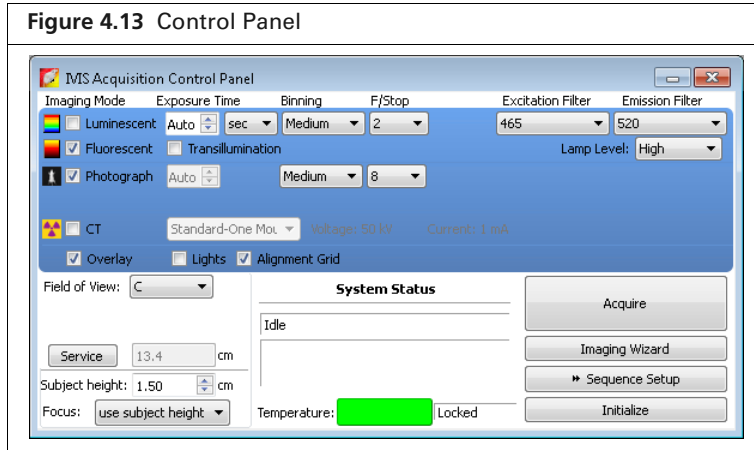 Figure 4.13 Control Panel
IVIS Acquisition Control Panel
Imaging Mode Exposure Time Binning F/Stop Excitation Filter Emission Filter
Luminescent Auto sec Medium 2 465 520
Fluorescent Transillumination Lamp Level: High
Photograph Auto Medium 8
CT Standard-One Mou Voltage: 50 kV Current: 1 mA
Overlay Lights Alignment Grid
Field of View: C System Status Acquire
Idle
Service 13.4 cm Imaging Wizard
Subject height: 1.50 cm Sequence Setup
Focus: use subject height Temperature: Locked Initialize